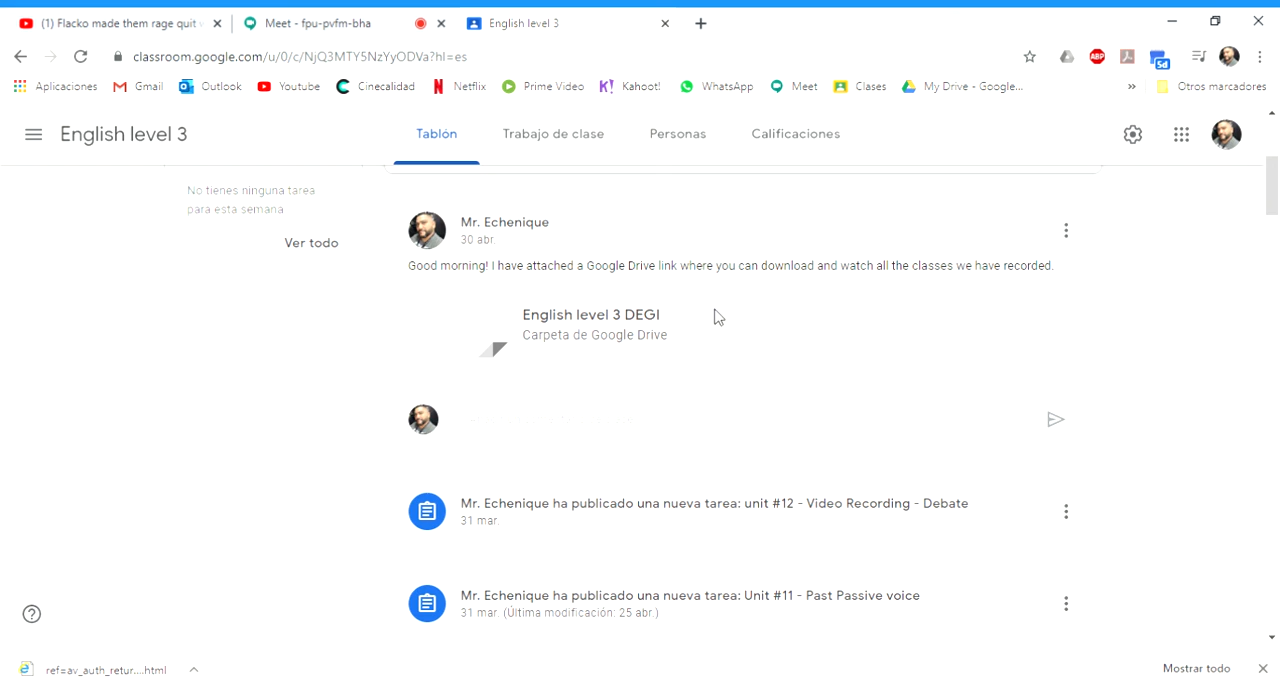 (1) Flacko made them rage quit
Meet - fpu-pvfm-bha
English level 3
classroom.google.com/u/0/c/NjQ3MTY5NzYyODVa?hl=es
ABP
5d
Aplicaciones
Gmail
Outlook
Youtube
Cinecalidad
Netflix
Prime Video
Kahoot!
WhatsApp
Meet
Clases
My Drive - Google...
»
Otros marcadores
English level 3
Tablón
Trabajo de clase
Personas
Calificaciones
No tienes ninguna tarea
para esta semana
Ver todo
Mr. Echenique
30 abr.
Good morning! I have attached a Google Drive link where you can download and watch all the classes we have recorded.
English level 3 DEGI
Carpeta de Google Drive
Mr. Echenique ha publicado una nueva tarea: unit #12 - Video Recording - Debate
31 mar.
Mr. Echenique ha publicado una nueva tarea: Unit #11 - Past Passive voice
31 mar. (Última modificación: 25 abr.)
ref=av_auth_retur....html
Mostrar todo